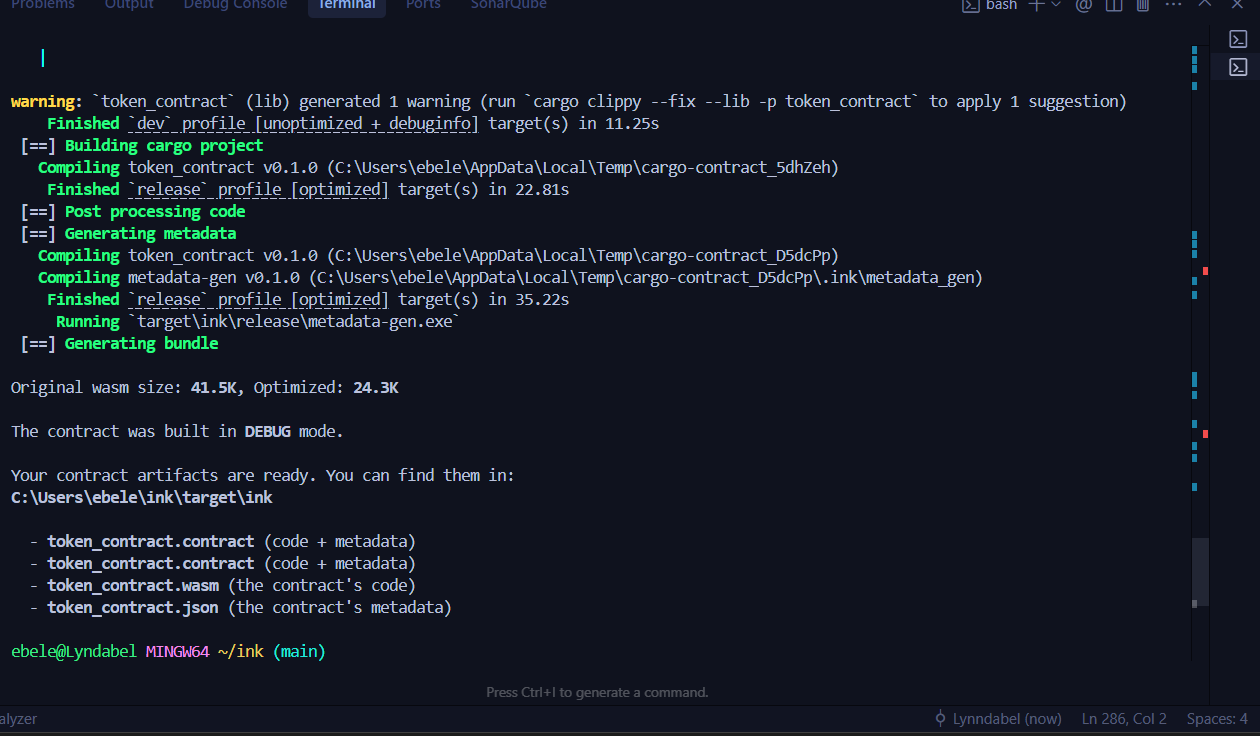 Problems Output Debug Console Terminal Ports SonarQube bash
warning: `token_contract` (lib) generated 1 warning (run `cargo clippy --fix --lib -p token_contract` to apply 1 suggestion)
Finished `dev` profile [unoptimized + debuginfo] target(s) in 11.25s
[==] Building cargo project
Compiling token_contract v0.1.0 (C:\Users\ebele\AppData\Local\Temp\cargo-contract_5dhZeh)
Finished `release` profile [optimized] target(s) in 22.81s
[==] Post processing code
[==] Generating metadata
Compiling token_contract v0.1.0 (C:\Users\ebele\AppData\Local\Temp\cargo-contract_D5dcPp)
Compiling metadata-gen v0.1.0 (C:\Users\ebele\AppData\Local\Temp\cargo-contract_D5dcPp\.ink\metadata_gen)
Finished `release` profile [optimized] target(s) in 35.22s
Running `target\ink\release\metadata-gen.exe`
[==] Generating bundle
Original wasm size: 41.5K, Optimized: 24.3K
The contract was built in DEBUG mode.
Your contract artifacts are ready. You can find them in:
C:\Users\ebele\ink\target\ink
- token_contract.contract (code + metadata)
- token_contract.contract (code + metadata)
- token_contract.wasm (the contract's code)
- token_contract.json (the contract's metadata)
ebele@Lyndabel MINGW64 ~/ink (main)
Press Ctrl+I to generate a command.
alyzer Lynndabel (now) Ln 286, Col 2 Spaces: 4